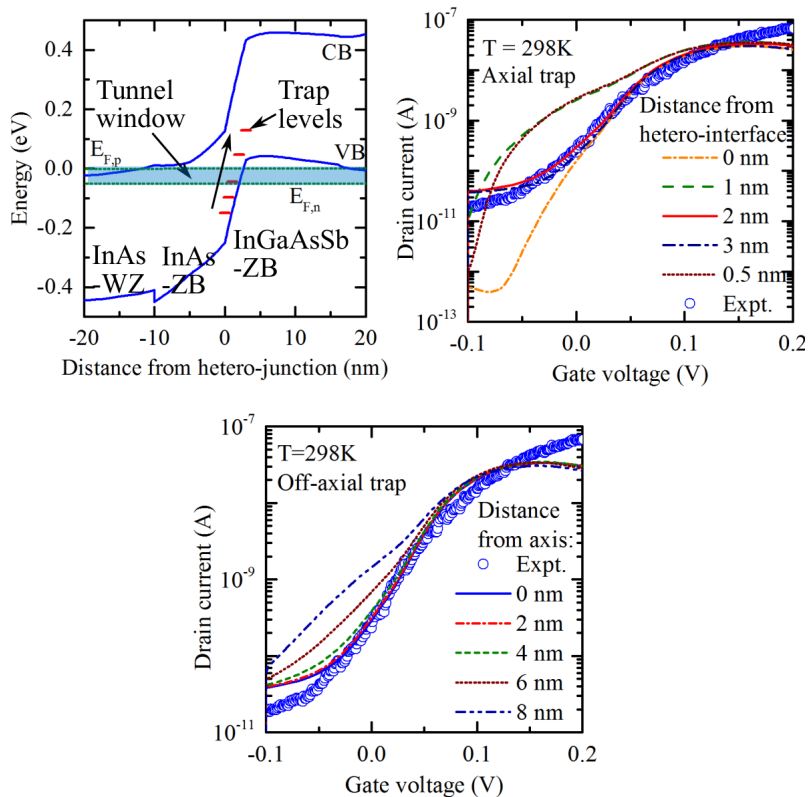 0.4
0.2
0.0
-0.2
-0.4
Energy (eV)
CB
Tunnel
window
Trap
levels
E_{F,p}
VB
E_{F,n}
InAs
-WZ
InAs
-ZB
InGaAsSb
-ZB
-20
-10
0
10
20
Distance from hetero-junction (nm)
10^{-7}
10^{-9}
10^{-11}
10^{-13}
Drain current (A)
T = 298K
Axial trap
Distance from
hetero-interface
0 nm
1 nm
2 nm
3 nm
0.5 nm
Expt.
-0.1
0.0
0.1
0.2
Gate voltage (V)
10^{-7}
10^{-9}
10^{-11}
Drain current (A)
T=298K
Off-axial trap
Distance
from axis:
Expt.
0 nm
2 nm
4 nm
6 nm
8 nm
-0.1
0.0
0.1
0.2
Gate voltage (V)